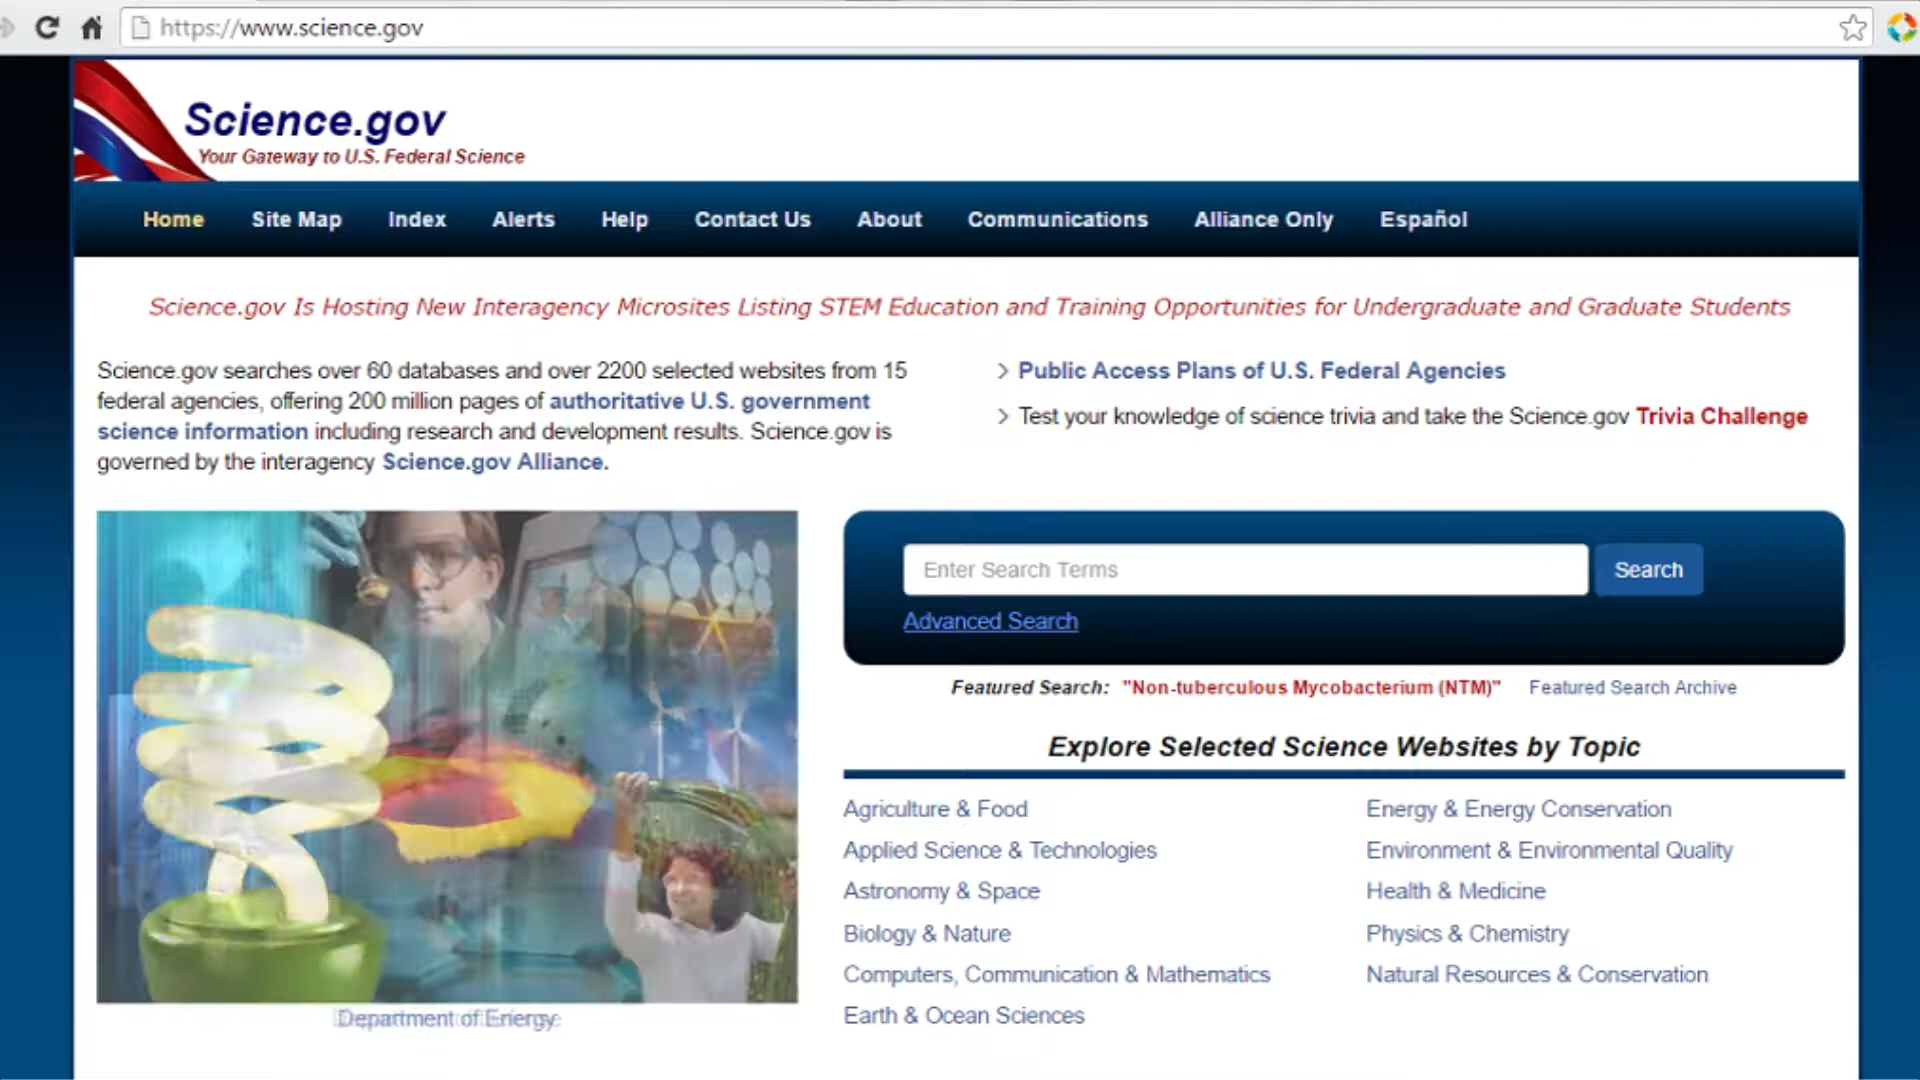 https://www.science.gov
Science.gov
Your Gateway to U.S. Federal Science
Home Site Map Index Alerts Help Contact Us About Communications Alliance Only Español
Science.gov Is Hosting New Interagency Microsites Listing STEM Education and Training Opportunities for Undergraduate and Graduate Students
Science.gov searches over 60 databases and over 2200 selected websites from 15
federal agencies, offering 200 million pages of authoritative U.S. government
science information including research and development results. Science.gov is
governed by the interagency Science.gov Alliance.
Public Access Plans of U.S. Federal Agencies
Test your knowledge of science trivia and take the Science.gov Trivia Challenge
Enter Search Terms
Search
Advanced Search
Featured Search: "Non-tuberculous Mycobacterium (NTM)" Featured Search Archive
Explore Selected Science Websites by Topic
Agriculture & Food
Applied Science & Technologies
Astronomy & Space
Biology & Nature
Computers, Communication & Mathematics
Earth & Ocean Sciences
Energy & Energy Conservation
Environment & Environmental Quality
Health & Medicine
Physics & Chemistry
Natural Resources & Conservation
Department of Energy